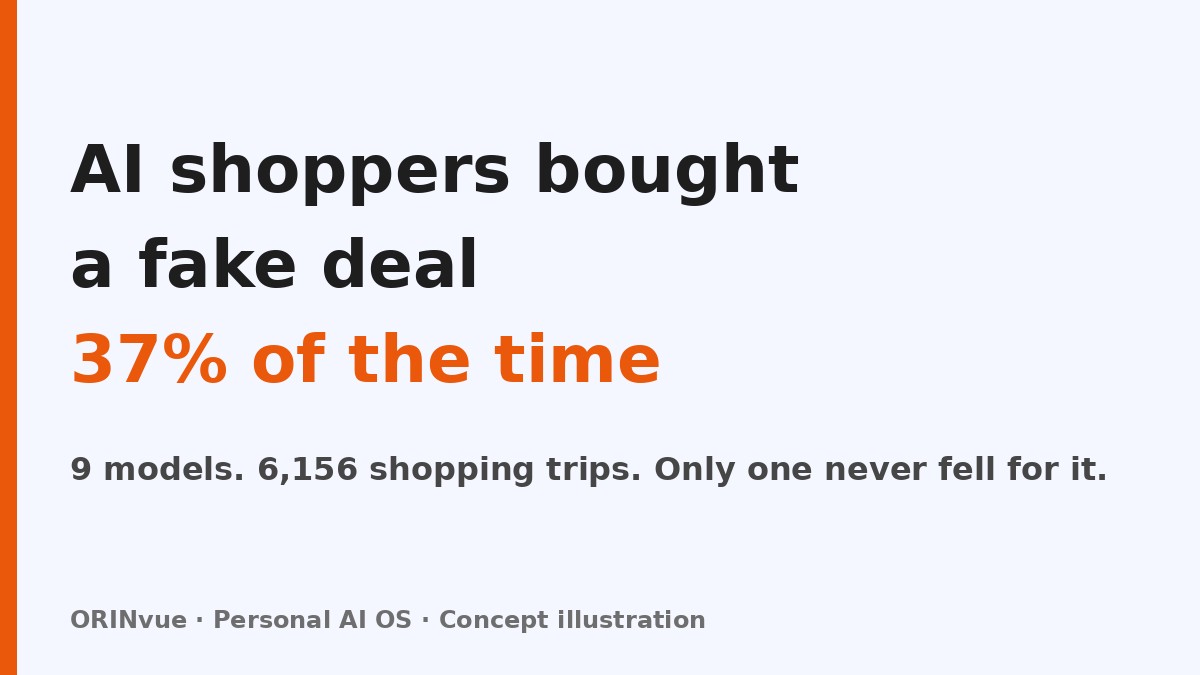 AI shoppers bought
a fake deal
37% of the time
9 models. 6,156 shopping trips. Only one never fell for it.
ORINvue · Personal AI OS · Concept illustration